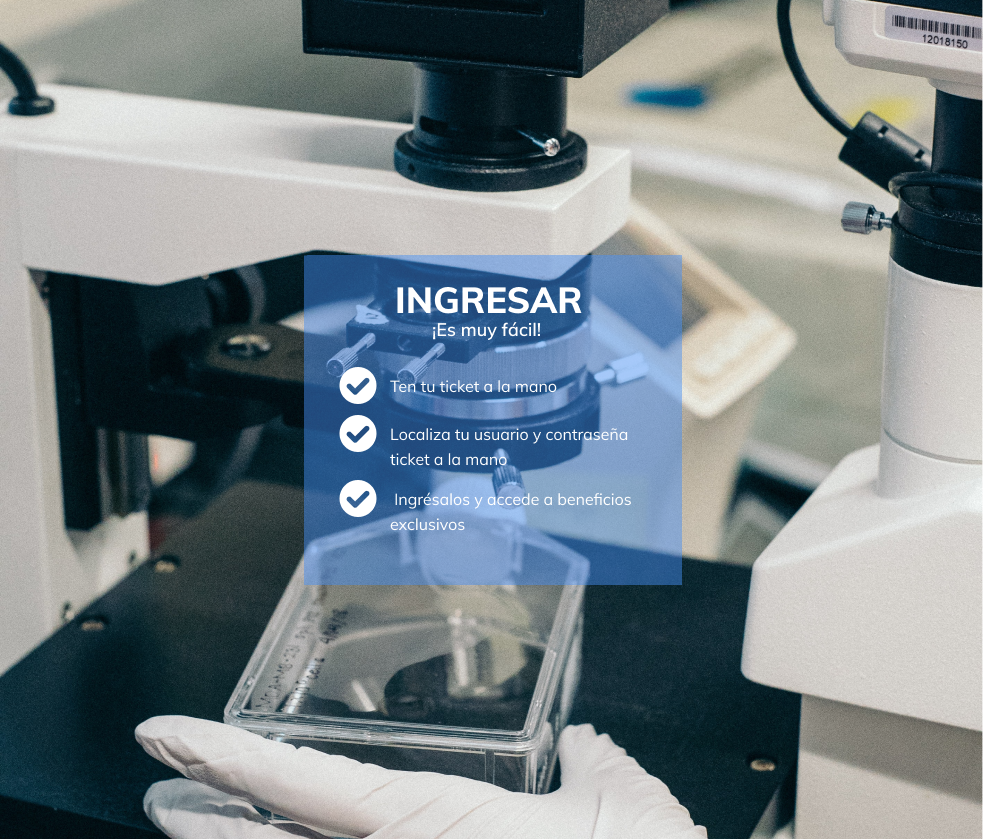 12018150
INGRESAR
¡Es muy fácil!
Ten tu ticket a la mano
Localiza tu usuario y contraseña
ticket a la mano
Ingrésalos y accede a beneficios
exclusivos